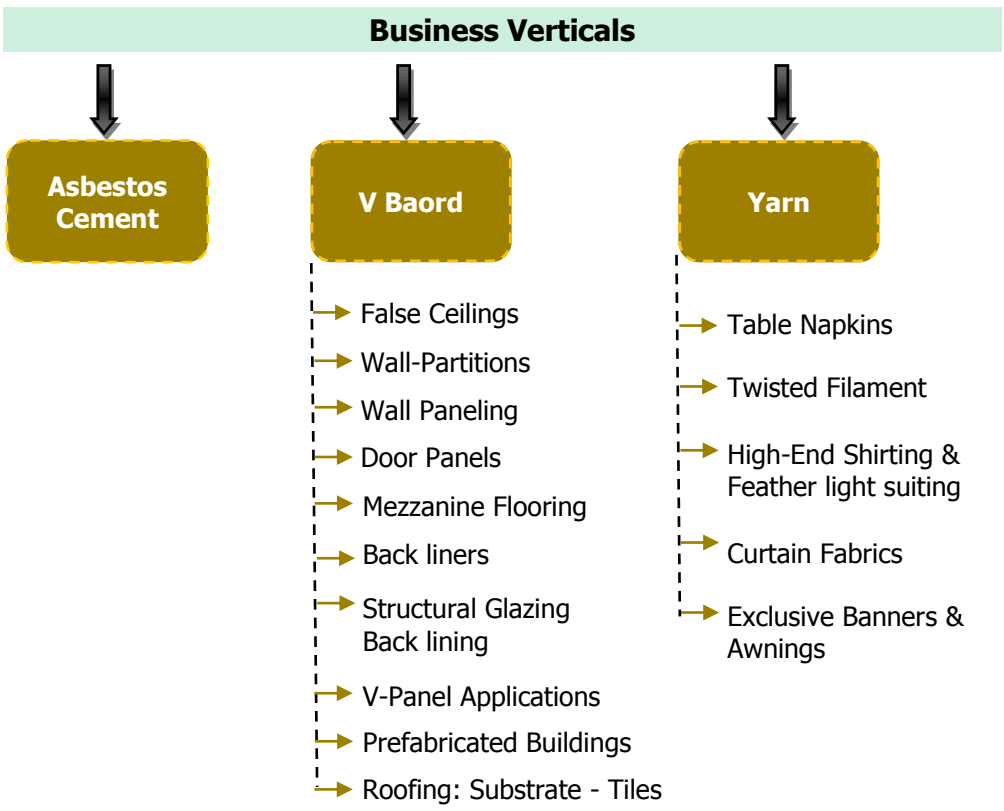 Business Verticals
Asbestos
Cement
V Baord
False Ceilings
Wall-Partitions
Wall Paneling
Door Panels
Mezzanine Flooring
Back liners
Structural Glazing
Back lining
V-Panel Applications
Prefabricated Buildings
Roofing: Substrate - Tiles
Yarn
Table Napkins
Twisted Filament
High-End Shirting &
Feather light suiting
Curtain Fabrics
Exclusive Banners &
Awnings